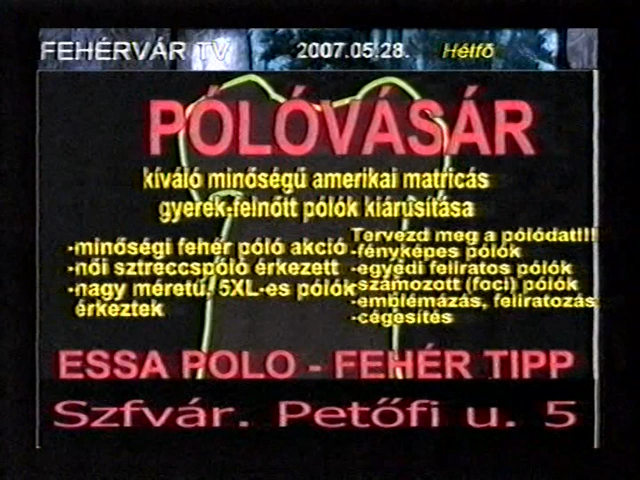 FEHÉRVÁR TV 2007.05.28. Hétfő
PÓLÓVÁSÁR
kíváló minőségű amerikai matricás
gyerek-felnőtt pólók kiárusítása
-minőségi fehér póló akció
-női sztreccspóló érkezett
-nagy méretű, 5XL-es pólók
érkeztek
Tervezd meg a pólódat!!!
-fényképes pólók
-egyedi feliratos pólók
-számozott (foci) pólók
-emblémázás, feliratozás
-cégesítés
ESSA POLO - FEHÉR TIPP
Szfvár. Petőfi u. 5